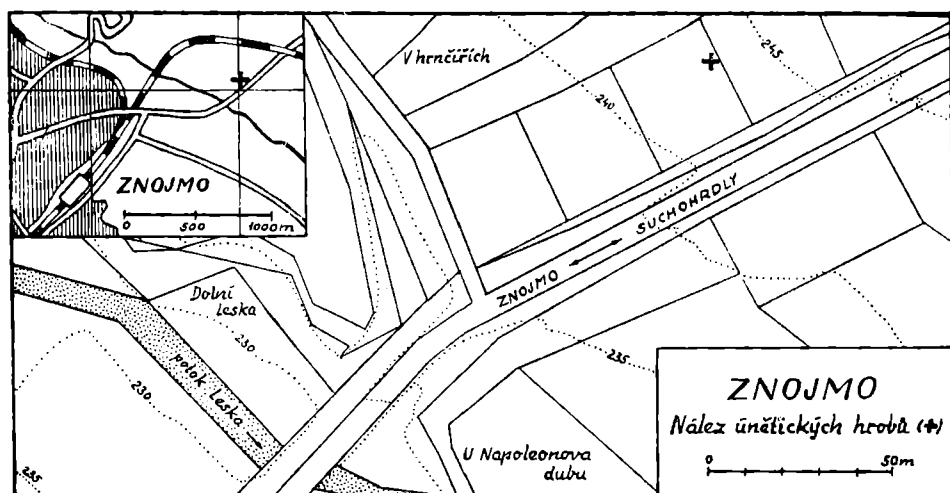 ZNOJMO
0 500 1000m
V hrnčířích
245
240
ZNOJMO SUCHOHRDLY
Dolní
leska
230
230
potok Leska
235
235
U Napoleonova
dubu
ZNOJMO
Nález únětických hrobů (+)
0 50m